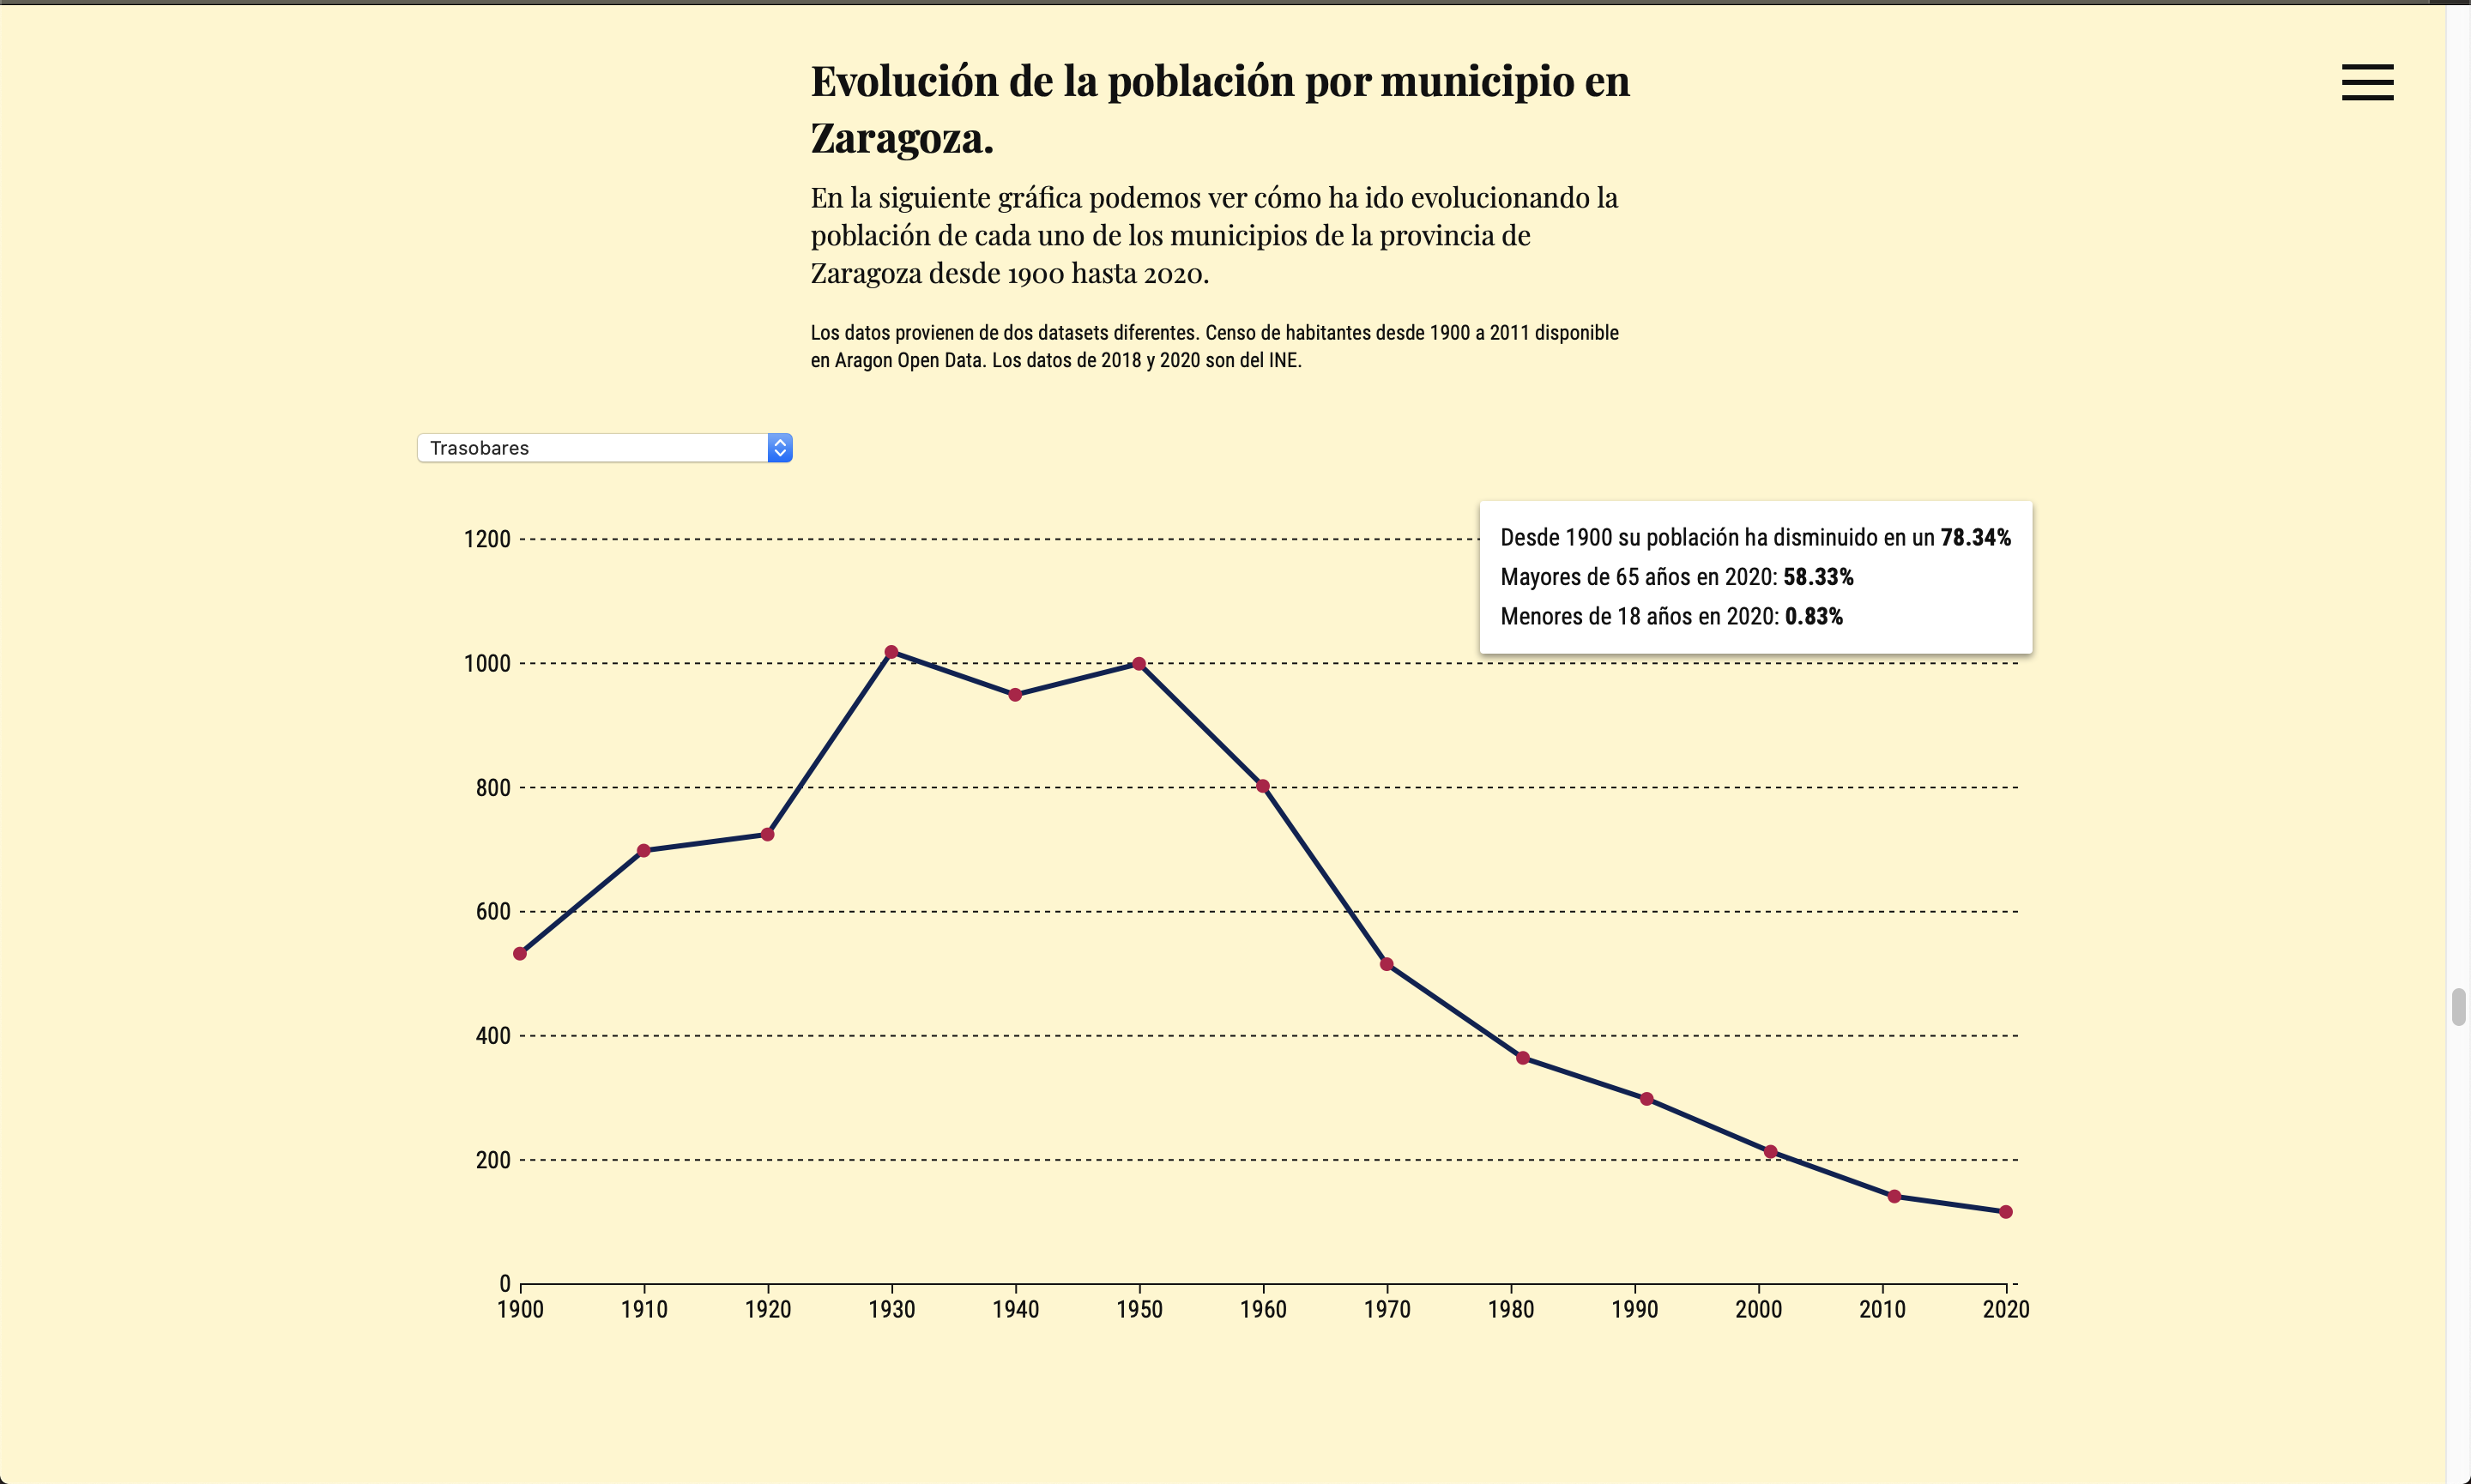 Evolución de la población por municipio en
Zaragoza.
En la siguiente gráfica podemos ver cómo ha ido evolucionando la
población de cada uno de los municipios de la provincia de
Zaragoza desde 1900 hasta 2020.
Los datos provienen de dos datasets diferentes. Censo de habitantes desde 1900 a 2011 disponible
en Aragon Open Data. Los datos de 2018 y 2020 son del INE.
Trasobares
Desde 1900 su población ha disminuido en un 78.34%
Mayores de 65 años en 2020: 58.33%
Menores de 18 años en 2020: 0.83%
1200
1000
800
600
400
200
0
1900 1910 1920 1930 1940 1950 1960 1970 1980 1990 2000 2010 2020